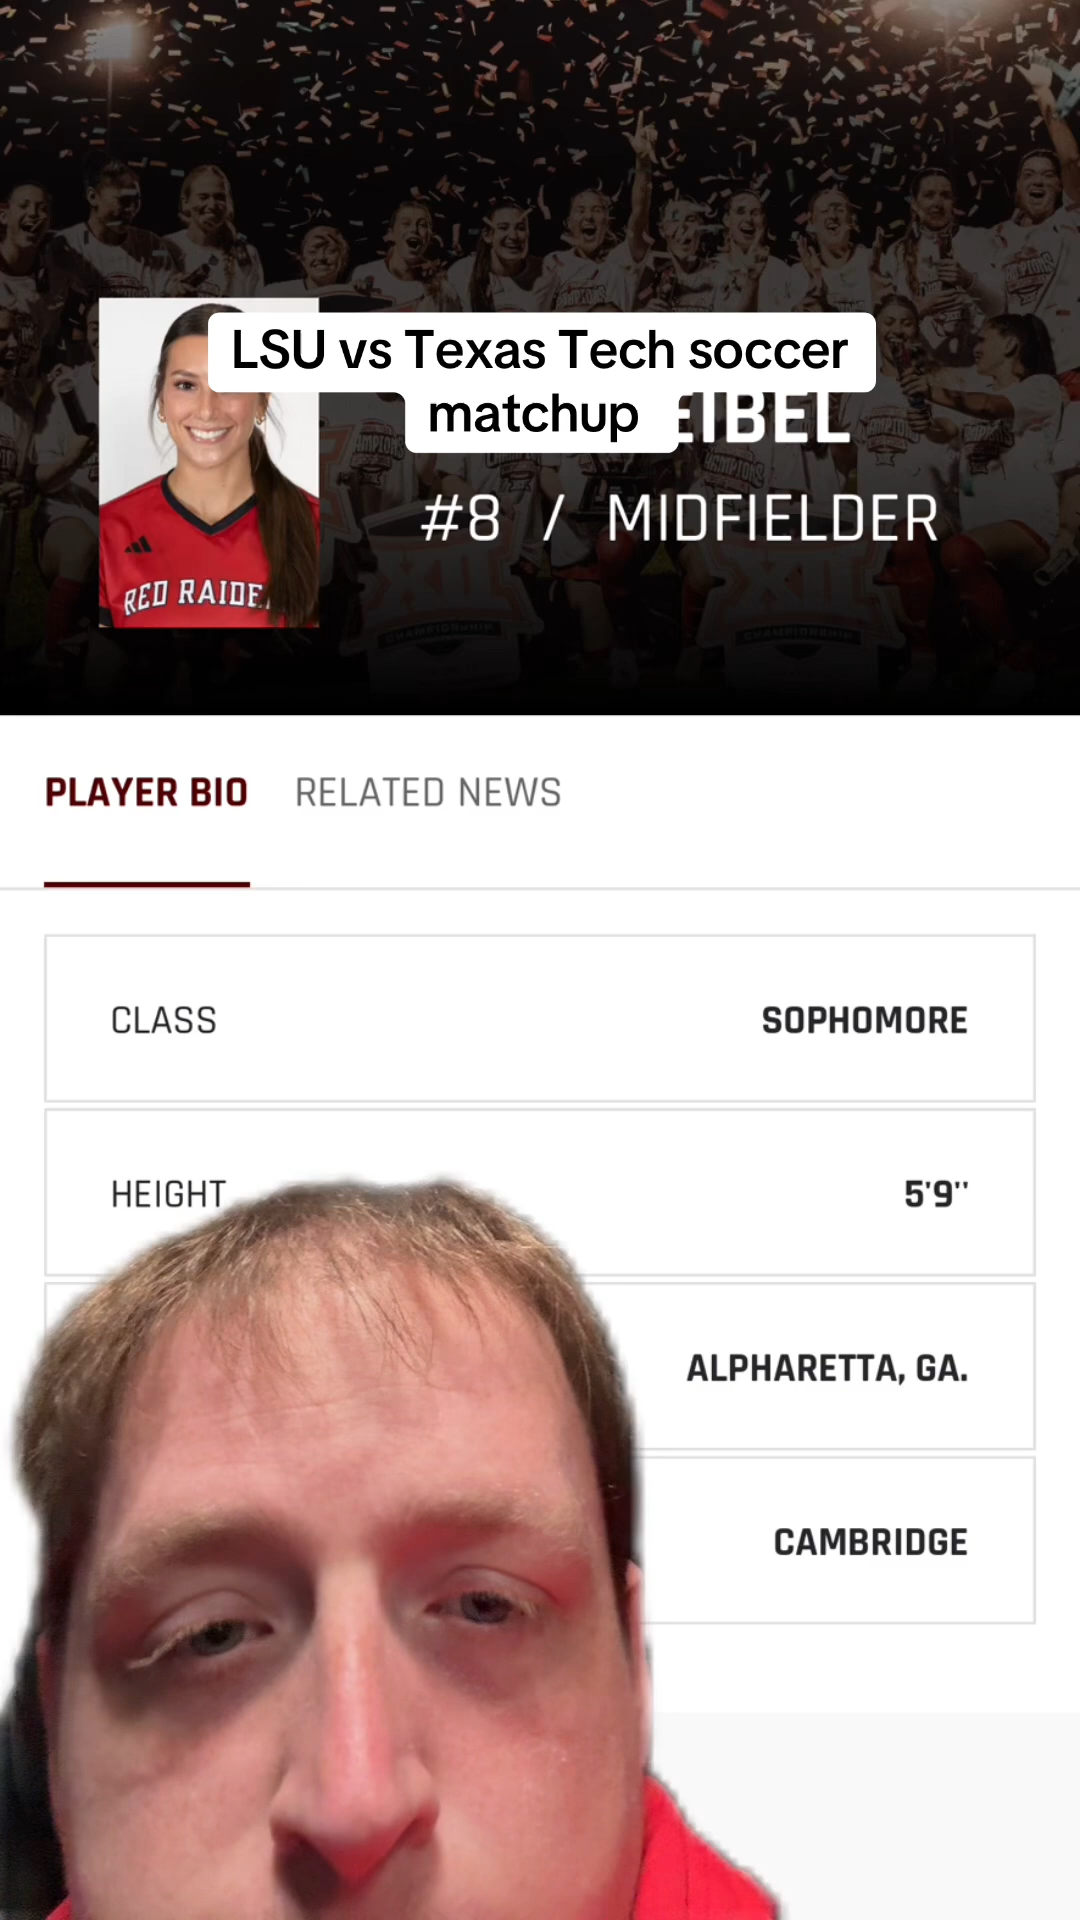 LSU vs Texas Tech soccer
matchup
EIBEL
#8 / MIDFIELDER
RED RAIDE
PLAYER BIO RELATED NEWS
CLASS SOPHOMORE
HEIGHT 5'9''
ALPHARETTA, GA.
CAMBRIDGE